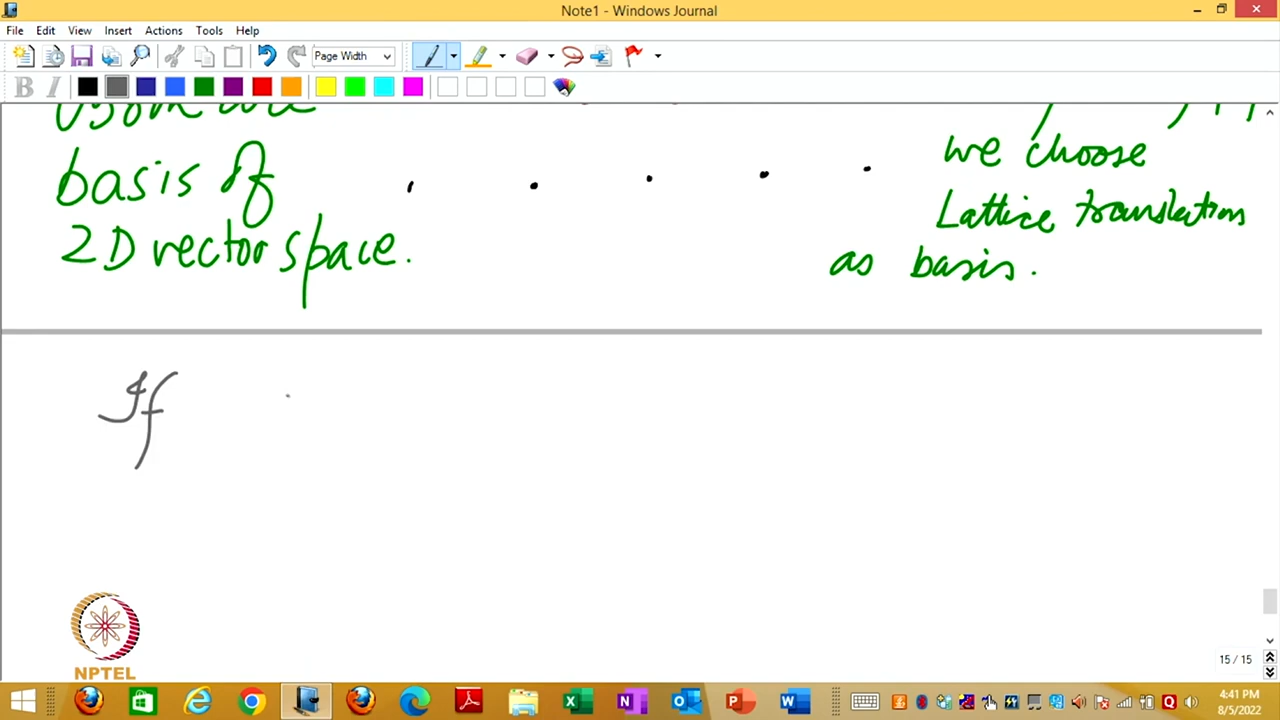 Note1 - Windows Journal
File Edit View Insert Actions Tools Help
Page Width
B I
basis of
2D vector space.
we choose
Lattice translation
as basis.
If
NPTEL
15 / 15
4:41 PM
8/5/2022